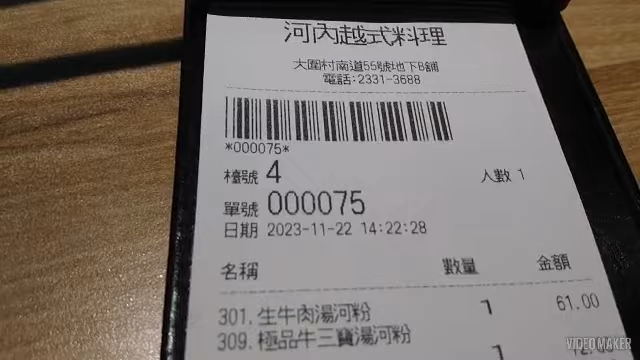 河內越式料理
大圍村南道55號地下B舖
電話:2331-3688
*000075*
檯號 4 人數 1
單號 000075
日期 2023-11-22 14:22:28
名稱 數量 金額
301. 生牛肉湯河粉 1 61.00
309. 極品牛三寶湯河粉
1
VIDEO MAKER